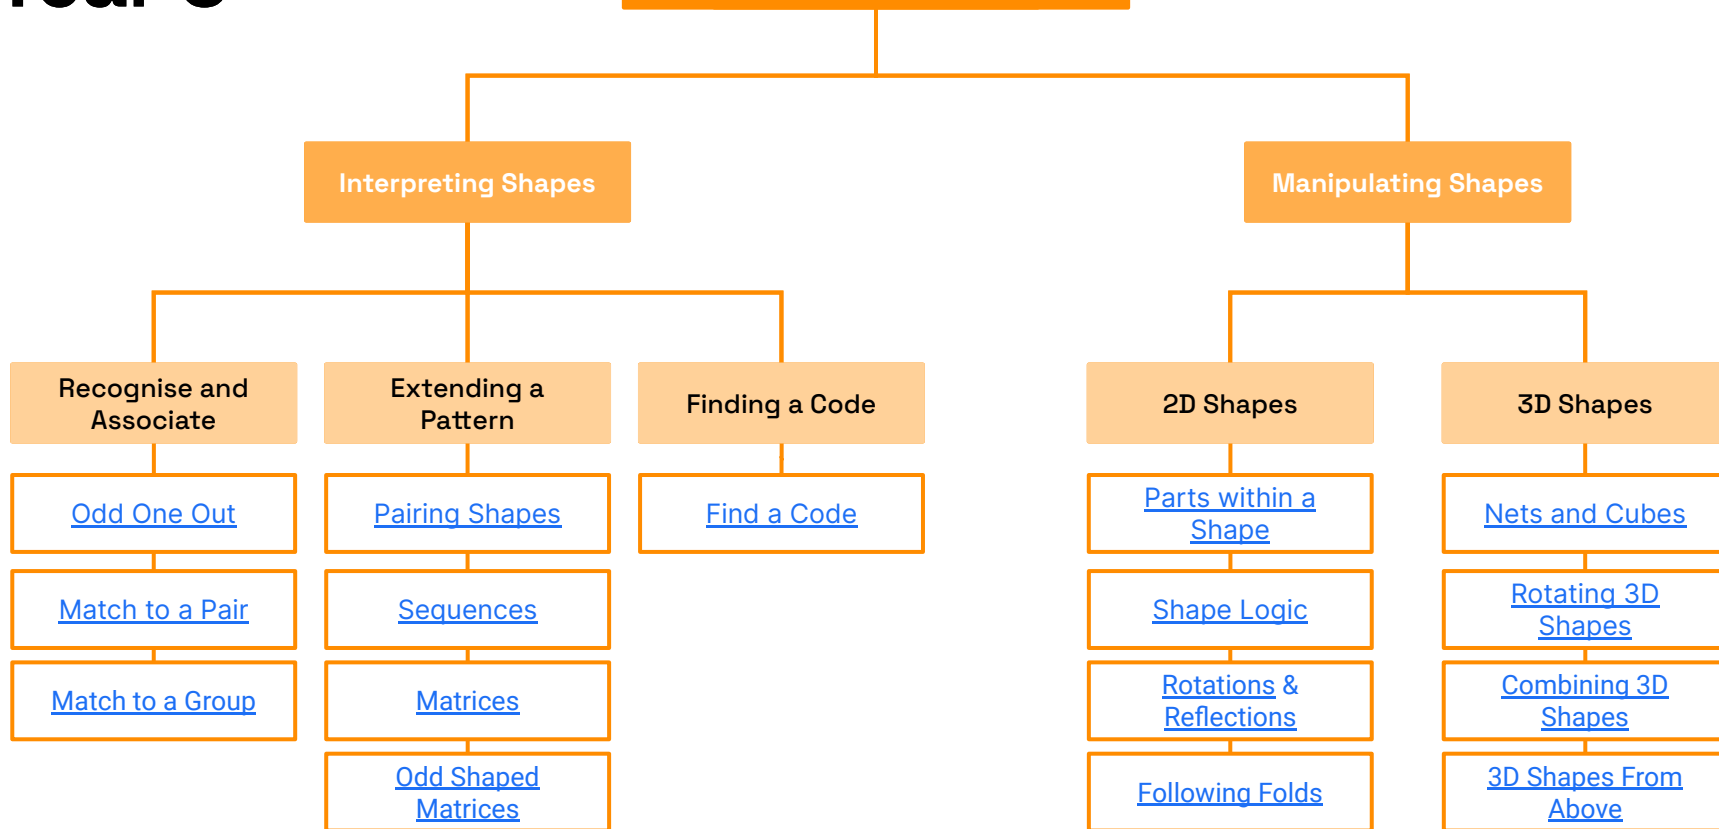 Interpreting Shapes
Manipulating Shapes
Recognise and
Associate
Extending a
Pattern
Finding a Code
2D Shapes
3D Shapes
Odd One Out
Pairing Shapes
Find a Code
Parts within a
Shape
Nets and Cubes
Match to a Pair
Sequences
Shape Logic
Rotating 3D
Shapes
Match to a Group
Matrices
Rotations &
Reflections
Combining 3D
Shapes
Odd Shaped
Matrices
Following Folds
3D Shapes From
Above